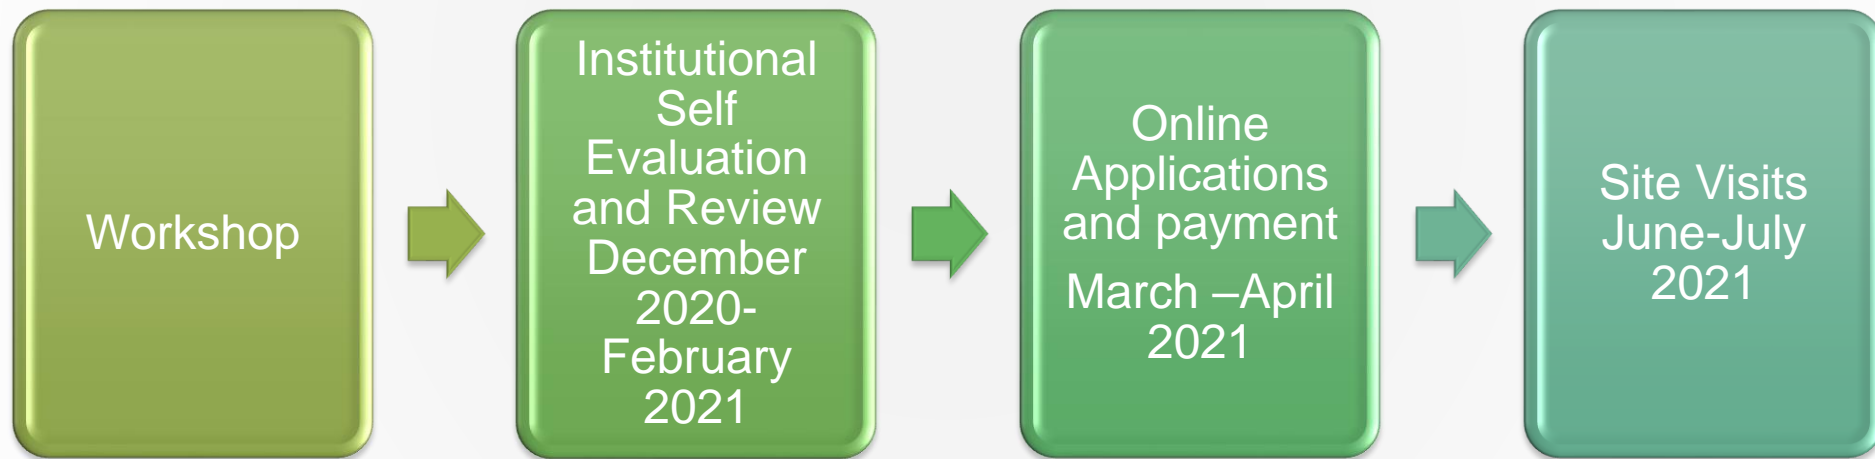 Workshop
Institutional
Self
Evaluation
and Review
December
2020-
February
2021
Online
Applications
and payment
March –April
2021
Site Visits
June-July
2021